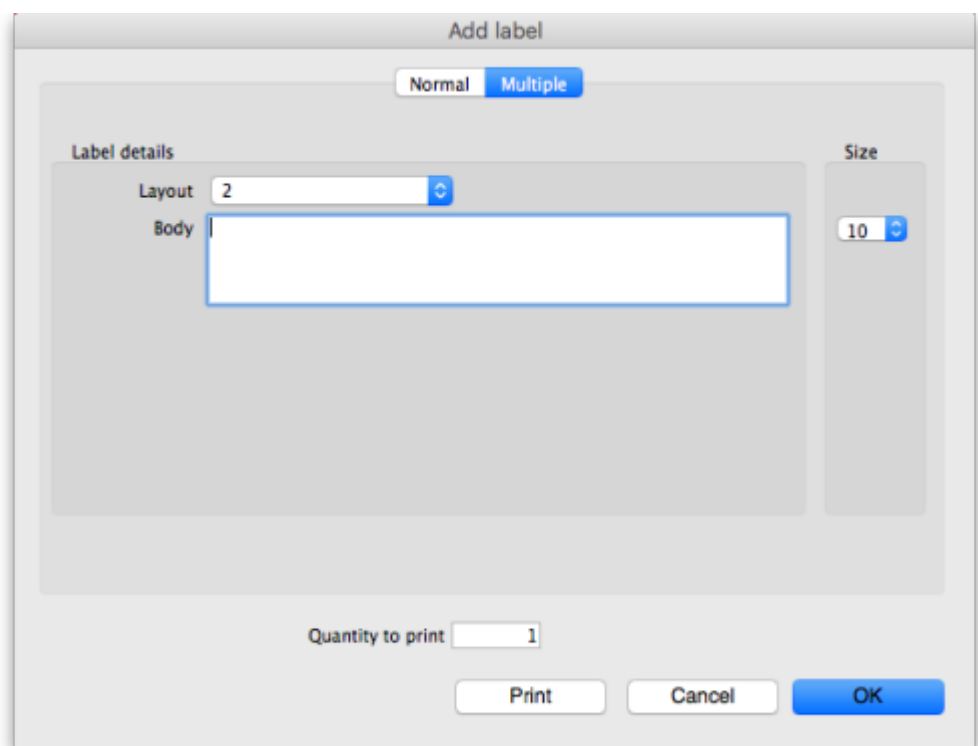 Add label
Normal Multiple
Label details Size
Layout 2
Body 10
Quantity to print 1
Print Cancel OK